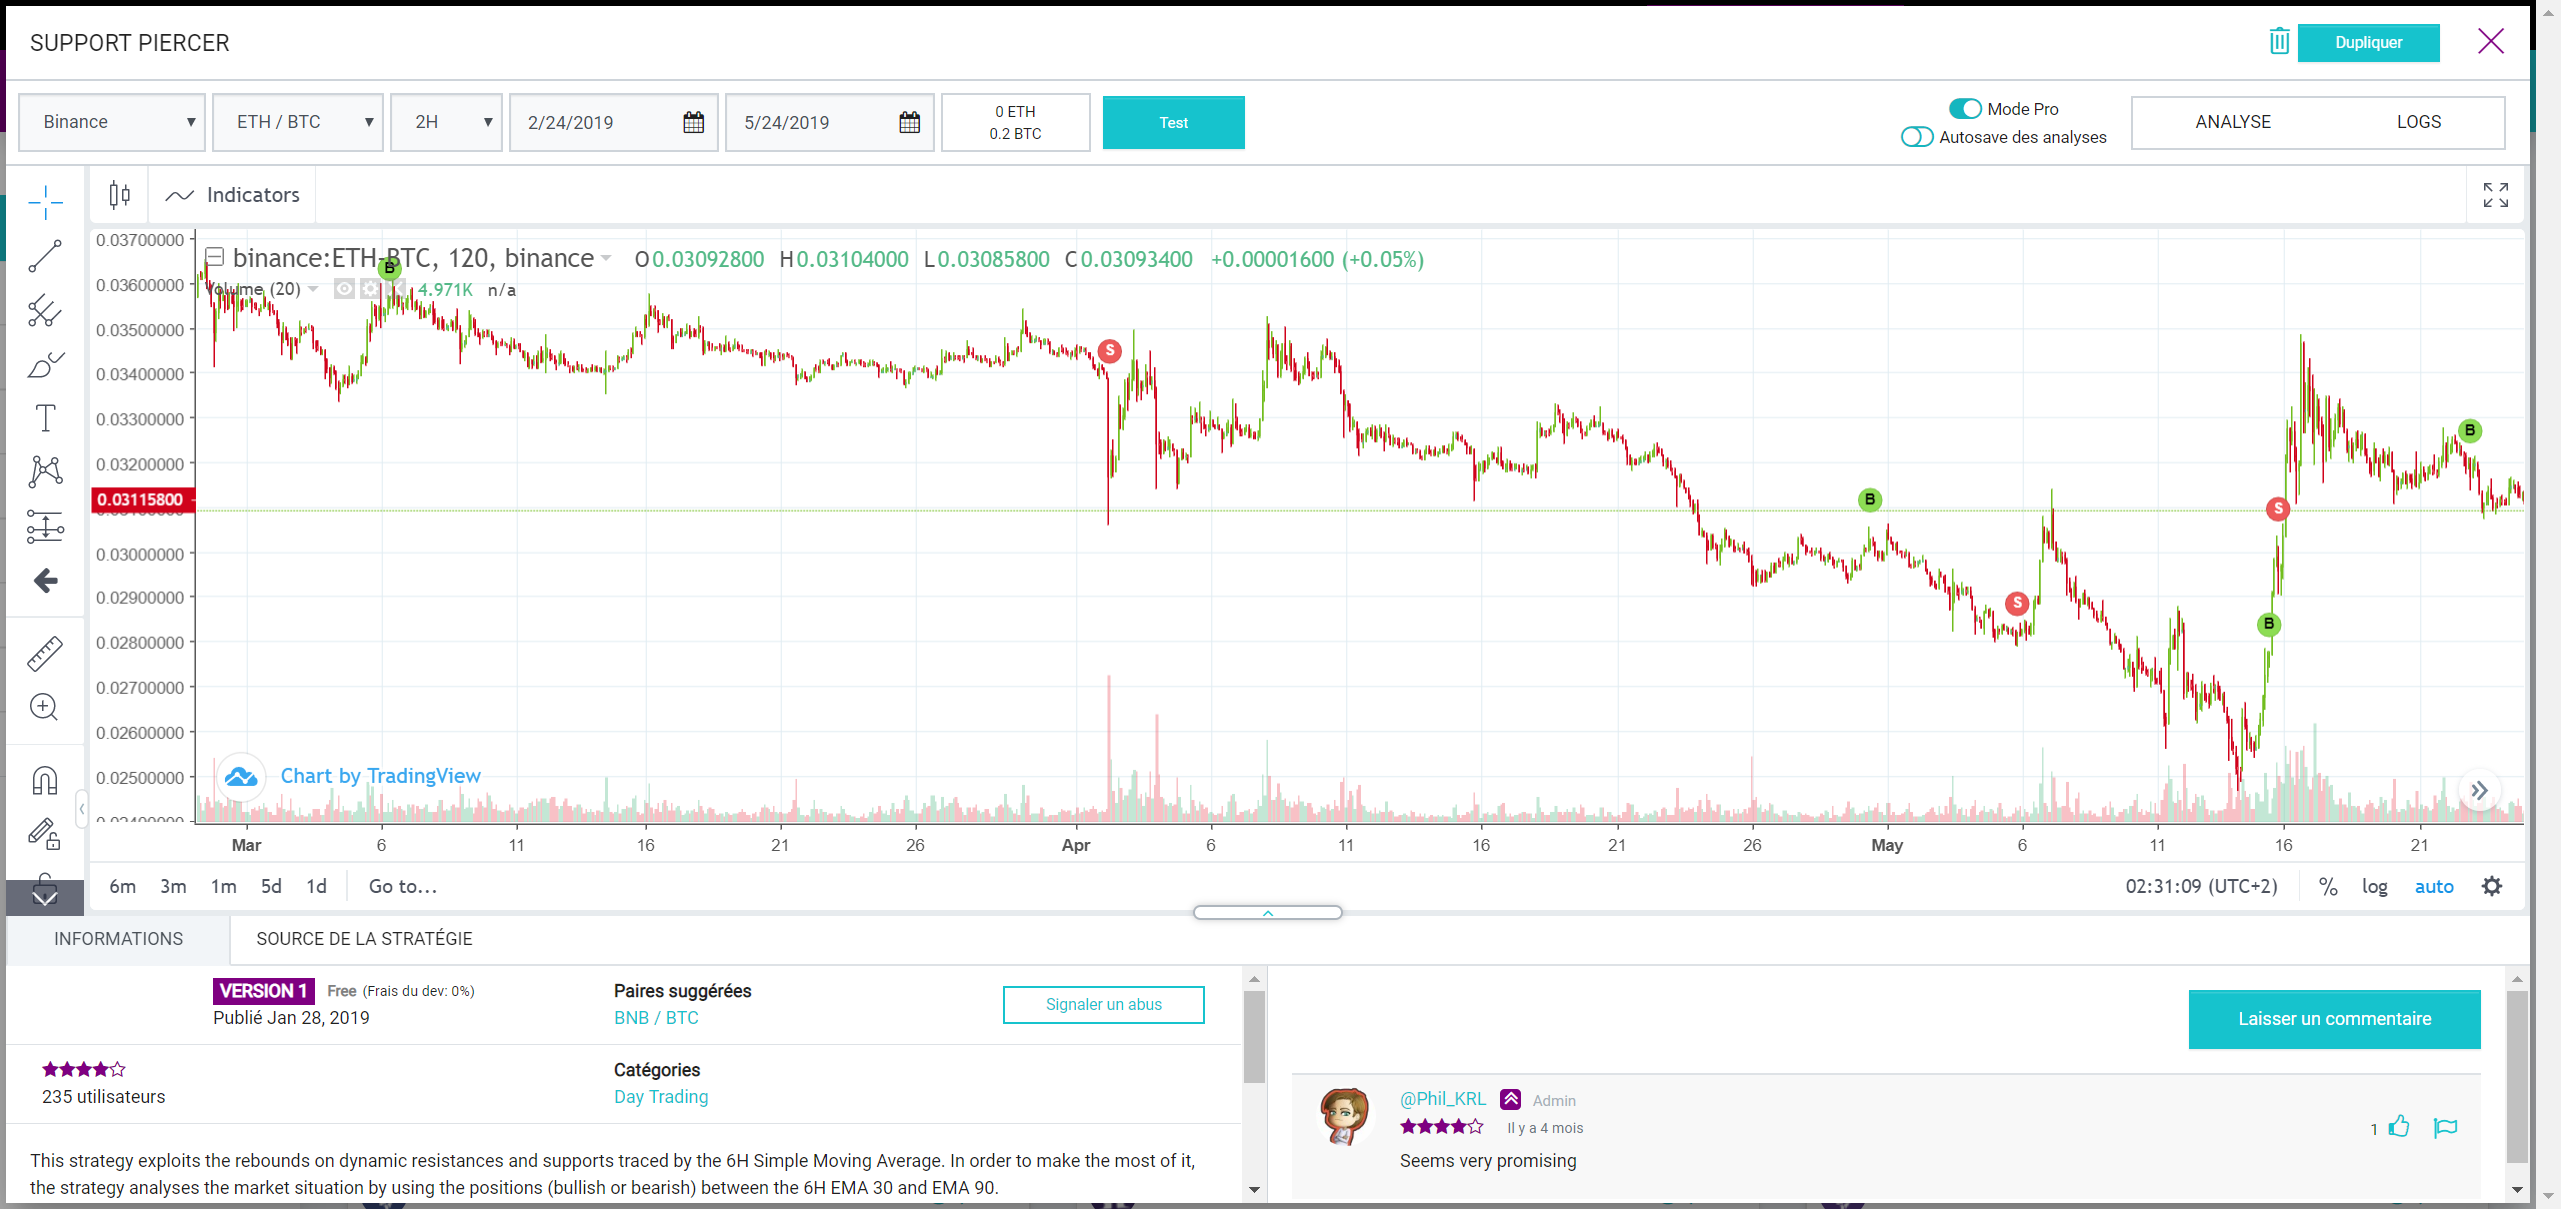 SUPPORT PIERCER
Dupliquer
Binance
ETH / BTC
2H
2/24/2019
5/24/2019
0 ETH
0.2 BTC
Test
Mode Pro
Autosave des analyses
ANALYSE
LOGS
Indicators
binance:ETH-BTC, 120, binance
O0.03092800 H0.03104000 L0.03085800 C0.03093400 +0.00001600 (+0.05%)
Volume (20)
4.971K n/a
0.03700000
0.03600000
0.03500000
0.03400000
0.03300000
0.03200000
0.03115800
0.03000000
0.02900000
0.02800000
0.02700000
0.02600000
0.02500000
0.02400000
B
S
B
S
B
S
B
Chart by TradingView
Mar 6 11 16 21 26 Apr 6 11 16 21 26 May 6 11 16 21
6m 3m 1m 5d 1d Go to...
02:31:09 (UTC+2) % log auto
INFORMATIONS
SOURCE DE LA STRATÉGIE
VERSION 1 Free (Frais du dev: 0%)
Publié Jan 28, 2019
Paires suggérées
BNB / BTC
Signaler un abus
235 utilisateurs
Catégories
Day Trading
This strategy exploits the rebounds on dynamic resistances and supports traced by the 6H Simple Moving Average. In order to make the most of it,
the strategy analyses the market situation by using the positions (bullish or bearish) between the 6H EMA 30 and EMA 90.
Laisser un commentaire
@Phil_KRL Admin
Il y a 4 mois
1
Seems very promising